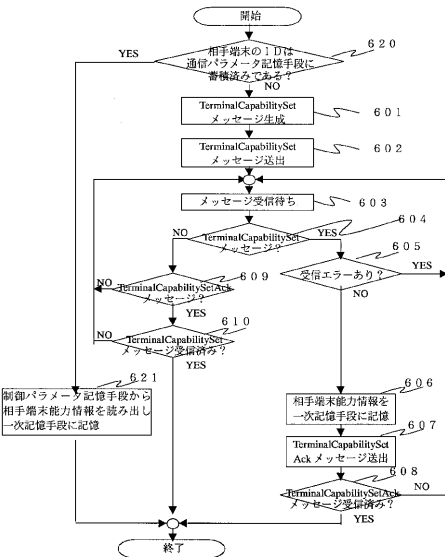 開始
相手端末のIDは
通信パラメータ記憶手段に
蓄積済みである？
620
YES
NO
TerminalCapabilitySet
メッセージ生成
601
TerminalCapabilitySet
メッセージ送出
602
メッセージ受信待ち
603
604
NO
TerminalCapabilitySet
メッセージ？
YES
605
受信エラーあり？
YES
NO
609
NO
TerminalCapabilitySetAck
メッセージ？
YES
610
NO
TerminalCapabilitySet
メッセージ受信済み？
YES
621
制御パラメータ記憶手段から
相手端末能力情報を読み出し
一次記憶手段に記憶
606
相手端末能力情報を
一次記憶手段に記憶
607
TerminalCapabilitySet
Ackメッセージ送出
608
TerminalCapabilitySetAck
メッセージ受信済み？
NO
YES
終了